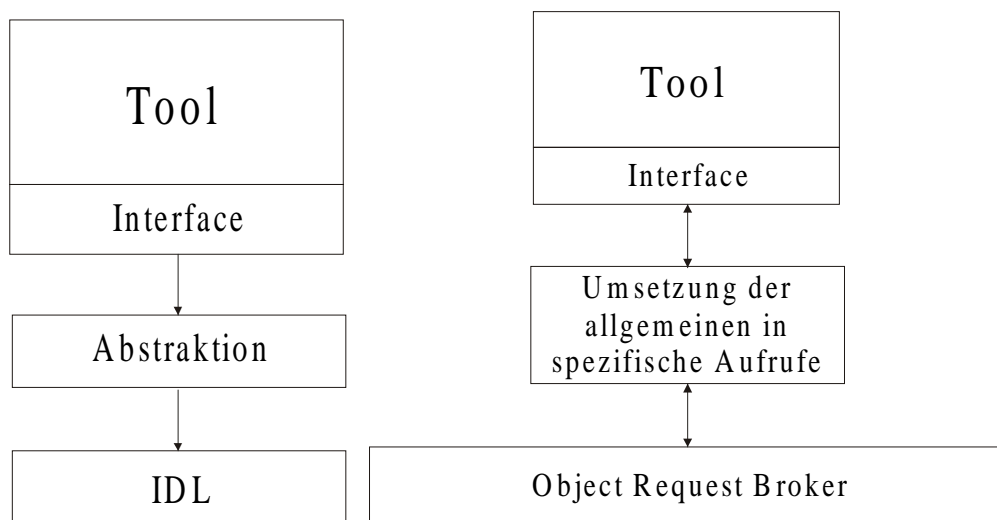 Tool
Interface
Abstraktion
IDL
Tool
Interface
Umsetzung der
allgemeinen in
spezifische Aufrufe
Object Request Broker